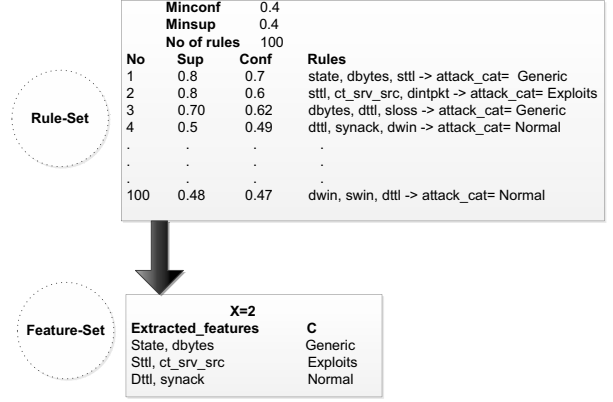 Minconf 0.4
Minsup 0.4
No of rules 100
No Sup Conf Rules
1 0.8 0.7 state, dbytes, sttl -> attack_cat= Generic
2 0.8 0.6 sttl, ct_srv_src, dintpkt -> attack_cat= Exploits
3 0.70 0.62 dbytes, dttl, sloss -> attack_cat= Generic
4 0.5 0.49 dttl, synack, dwin -> attack_cat= Normal
. . . .
. . . .
. . . .
100 0.48 0.47 dwin, swin, dttl -> attack_cat= Normal
Rule-Set
X=2
Extracted_features C
State, dbytes Generic
Sttl, ct_srv_src Exploits
Dttl, synack Normal
Feature-Set